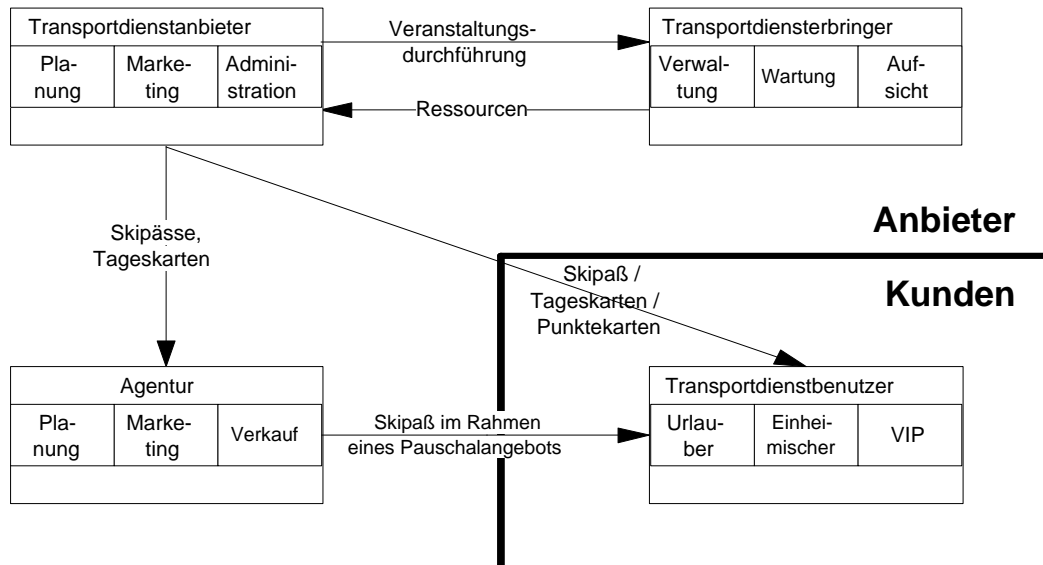 Transportdienstanbieter
Pla-
nung
Marke-
ting
Admini-
stration
Veranstaltungs-
durchführung
Ressourcen
Transportdiensterbringer
Verwal-
tung
Wartung
Auf-
sicht
Skipässe,
Tageskarten
Anbieter
Kunden
Skipaß /
Tageskarten /
Punktekarten
Agentur
Pla-
nung
Marke-
ting
Verkauf
Skipaß im Rahmen
eines Pauschalangebots
Transportdienstbenutzer
Urlau-
ber
Einhei-
mischer
VIP